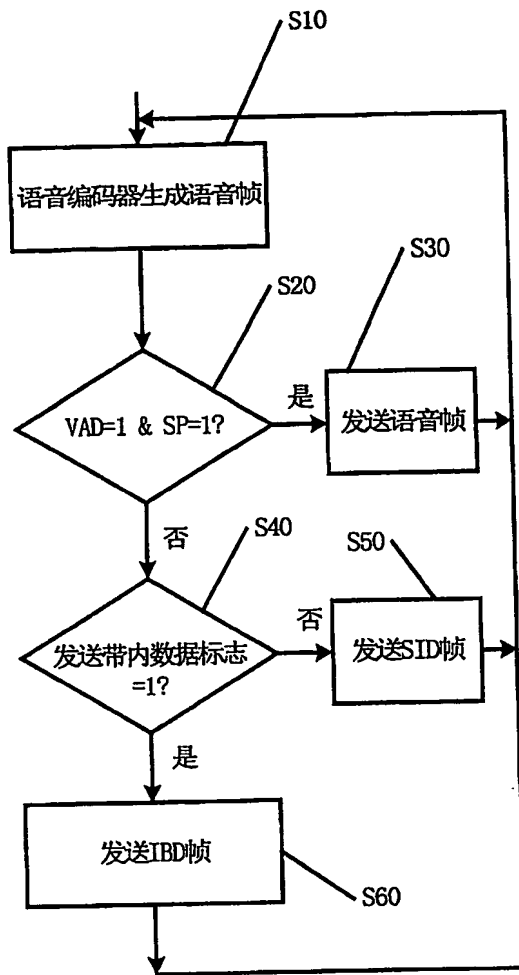 S10
语音编码器生成语音帧
S20
S30
VAD=1 & SP=1?
是
发送语音帧
否
S40
S50
发送带内数据标志
=1?
否
发送SID帧
是
发送IBD帧
S60